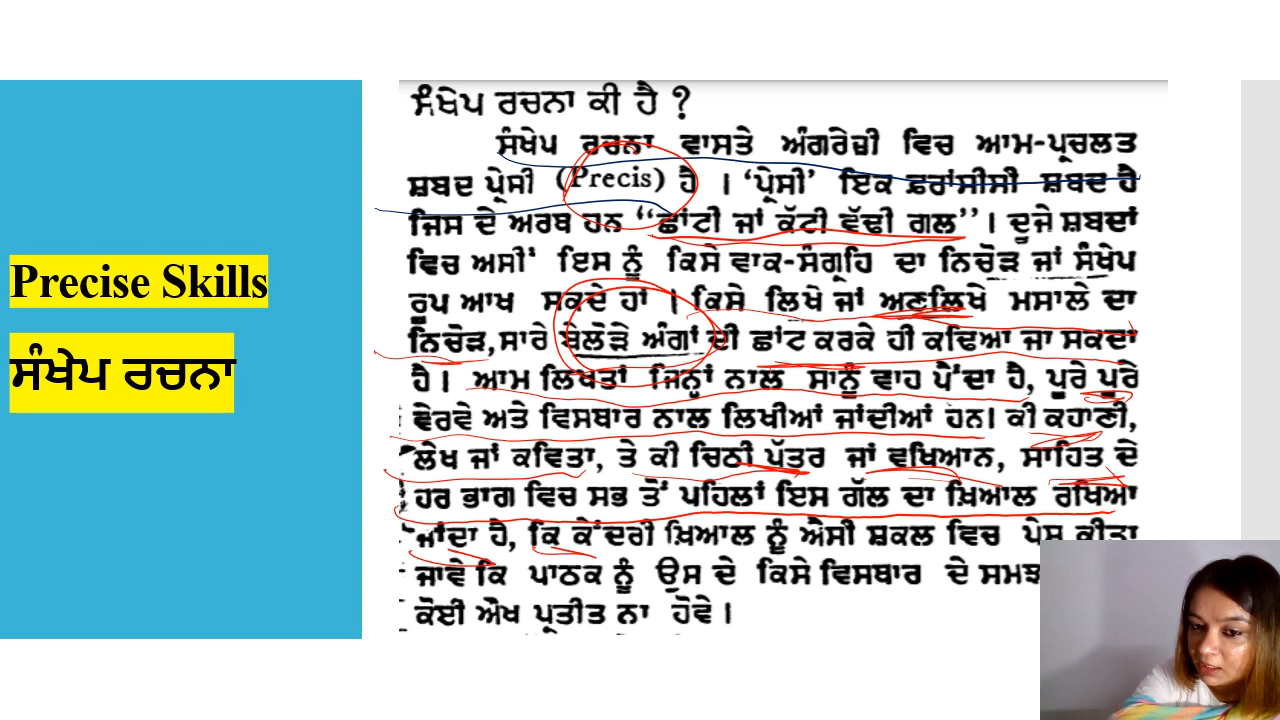 Precise Skills
ਸੰਖੇਪ ਰਚਨਾ
ਸੰਖੇਪ ਰਚਨਾ ਕੀ ਹੈ ?
ਸੰਖੇਪ ਰਚਨਾ ਵਾਸਤੇ ਅੰਗਰੇਜ਼ੀ ਵਿਚ ਆਮ-ਪ੍ਰਚਲਤ
ਸ਼ਬਦ ਪ੍ਰੇਸੀ (Precis) ਹੈ । ‘ਪ੍ਰੇਸੀ’ ਇਕ ਫ਼ਰਾਂਸੀਸੀ ਸ਼ਬਦ ਹੈ
ਜਿਸ ਦੇ ਅਰਥ ਹਨ “ਛਾਂਟੀ ਜਾਂ ਕੱਟੀ ਵੱਢੀ ਗਲ” । ਦੂਜੇ ਸ਼ਬਦਾਂ
ਵਿਚ ਅਸੀਂ ਇਸ ਨੂੰ ਕਿਸੇ ਵਾਕ-ਸੰਗ੍ਰਹਿ ਦਾ ਨਿਚੋੜ ਜਾਂ ਸੰਖੇਪ
ਰੂਪ ਆਖ ਸਕਦੇ ਹਾਂ । ਕਿਸੇ ਲਿਖੇ ਜਾਂ ਅਣਲਿਖੇ ਮਸਾਲੇ ਦਾ
ਨਿਚੋੜ, ਸਾਰੇ ਬੇਲੋੜੇ ਅੰਗਾਂ ਦੀ ਛਾਂਟ ਕਰਕੇ ਹੀ ਕਢਿਆ ਜਾ ਸਕਦਾ
ਹੈ । ਆਮ ਲਿਖਤਾਂ ਜਿਨ੍ਹਾਂ ਨਾਲ ਸਾਨੂੰ ਵਾਹ ਪੈਂਦਾ ਹੈ, ਪੂਰੇ ਪੂਰੇ
ਵੇਰਵੇ ਅਤੇ ਵਿਸਥਾਰ ਨਾਲ ਲਿਖੀਆਂ ਜਾਂਦੀਆਂ ਹਨ। ਕੀ ਕਹਾਣੀ,
ਲੇਖ ਜਾਂ ਕਵਿਤਾ, ਤੇ ਕੀ ਚਿਠੀ ਪੱਤਰ ਜਾਂ ਵਖਿਆਨ, ਸਾਹਿਤ ਦੇ
ਹਰ ਭਾਗ ਵਿਚ ਸਭ ਤੋਂ ਪਹਿਲਾਂ ਇਸ ਗੱਲ ਦਾ ਖ਼ਿਆਲ ਰਖਿਆ
ਜਾਂਦਾ ਹੈ, ਕਿ ਕੇਂਦਰੀ ਖ਼ਿਆਲ ਨੂੰ ਐਸੀ ਸ਼ਕਲ ਵਿਚ ਪੇਸ਼ ਕੀਤਾ
ਜਾਵੇ ਕਿ ਪਾਠਕ ਨੂੰ ਉਸ ਦੇ ਕਿਸੇ ਵਿਸਥਾਰ ਦੇ
ਕੋਈ ਔਖ ਪ੍ਰਤੀਤ ਨਾ ਹੋਵੇ ।